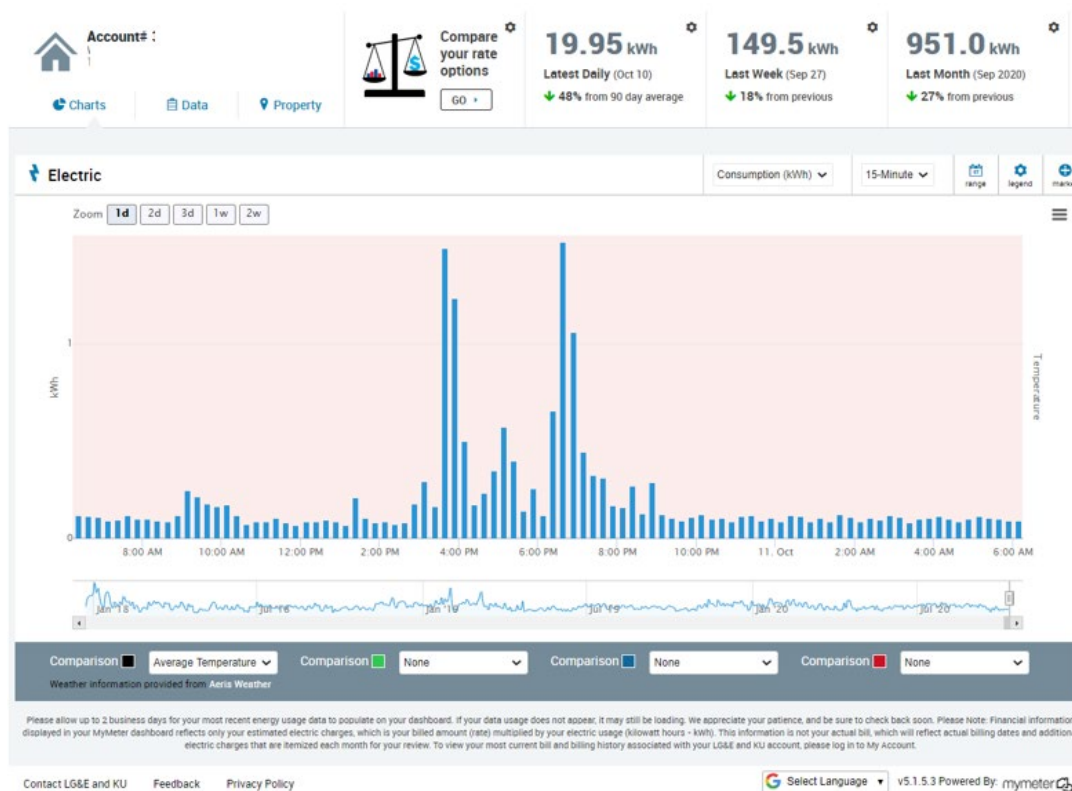 Account#
Charts
Data
Property
Compare
your rate
options
GO
19.95 kWh
Latest Daily (Oct 10)
48% from 90 day average
149.5 kWh
Last Week (Sep 27)
18% from previous
951.0 kWh
Last Month (Sep 2020)
27% from previous
Electric
Consumption (kWh)
15-Minute
range
legend
Zoom 1d 2d 3d 1w 2w
1
kWh
0
Temperature
8:00 AM 10:00 AM 12:00 PM 2:00 PM 4:00 PM 6:00 PM 8:00 PM 10:00 PM 11. Oct 2:00 AM 4:00 AM 6:00 AM
Jan '18 Jul '18 Jan '19 Jul '19 Jan '20 Jul '20
Comparison Average Temperature Comparison None Comparison None Comparison None
Weather information provided from Aeris Weather
Please allow up to 2 business days for your most recent energy usage data to populate on your dashboard. If your data usage does not appear, it may still be loading. We appreciate your patience, and be sure to check back soon. Please Note: Financial information
displayed in your MyMeter dashboard reflects only your estimated electric charges, which is your billed amount (rate) multiplied by your electric usage (kilowatt hours - kWh). This information is not your actual bill, which will reflect actual billing dates and addition
electric charges that are itemized each month for your review. To view your most current bill and billing history associated with your LG&E and KU account, please log in to My Account.
Contact LG&E and KU Feedback Privacy Policy
Select Language v5.1.5.3 Powered By: mymeter